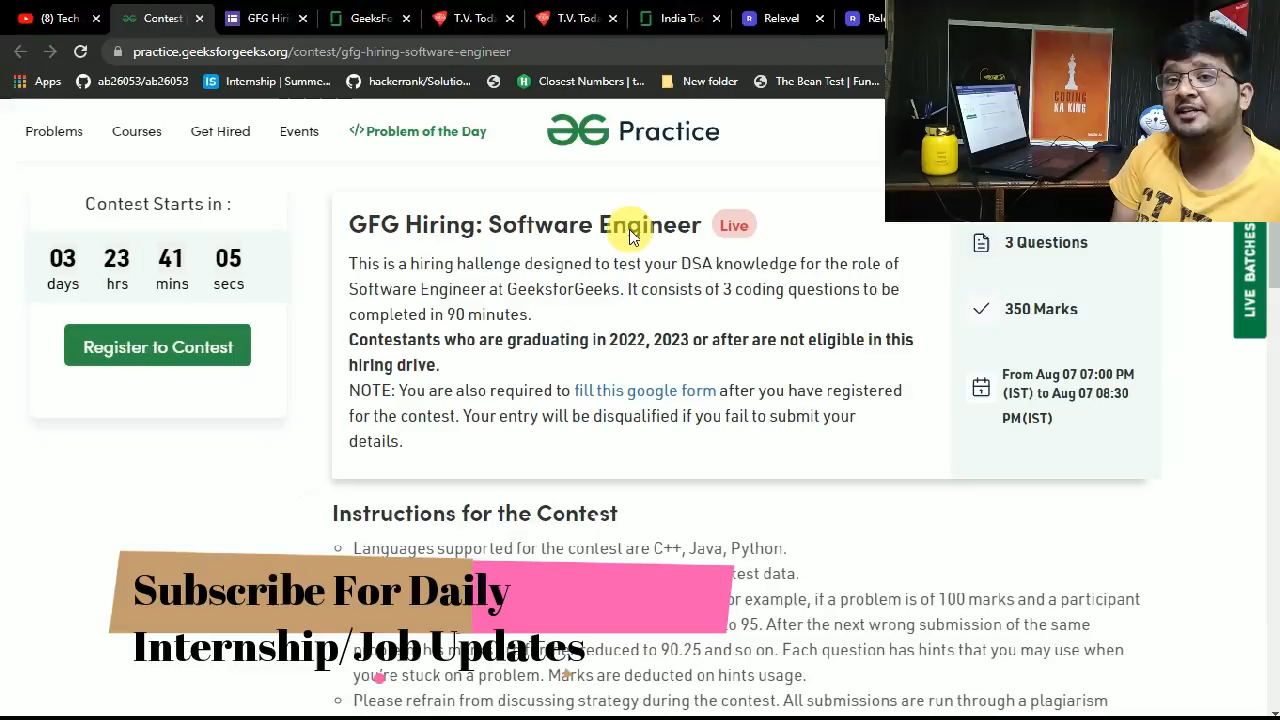 (8) Tech
Contest
GFG Hiri
GeeksFo
T.V. Toda
T.V. Toda
India Tod
Relevel
Rel
practice.geeksforgeeks.org/contest/gfg-hiring-software-engineer
Apps
ab26053/ab26053
IS
Internship | Summe...
hackerrank/Solutio...
Closest Numbers | t...
New folder
The Bean Test | Fun...
CODING
KA KING
Problems
Courses
Get Hired
Events
</> Problem of the Day
Practice
Contest Starts in :
03 23 41 05
days hrs mins secs
Register to Contest
GFG Hiring: Software Engineer Live
This is a hiring hallenge designed to test your DSA knowledge for the role of
Software Engineer at GeeksforGeeks. It consists of 3 coding questions to be
completed in 90 minutes.
Contestants who are graduating in 2022, 2023 or after are not eligible in this
hiring drive.
NOTE: You are also required to fill this google form after you have registered
for the contest. Your entry will be disqualified if you fail to submit your
details.
3 Questions
350 Marks
From Aug 07 07:00 PM
(IST) to Aug 07 08:30
PM(IST)
LIVE BATCHES
Instructions for the Contest
Languages supported for the contest are C++, Java, Python.
test data.
or example, if a problem is of 100 marks and a participant
to 95. After the next wrong submission of the same
reduced to 90.25 and so on. Each question has hints that you may use when
you're stuck on a problem. Marks are deducted on hints usage.
Please refrain from discussing strategy during the contest. All submissions are run through a plagiarism
Subscribe For Daily
Internship/Job Updates